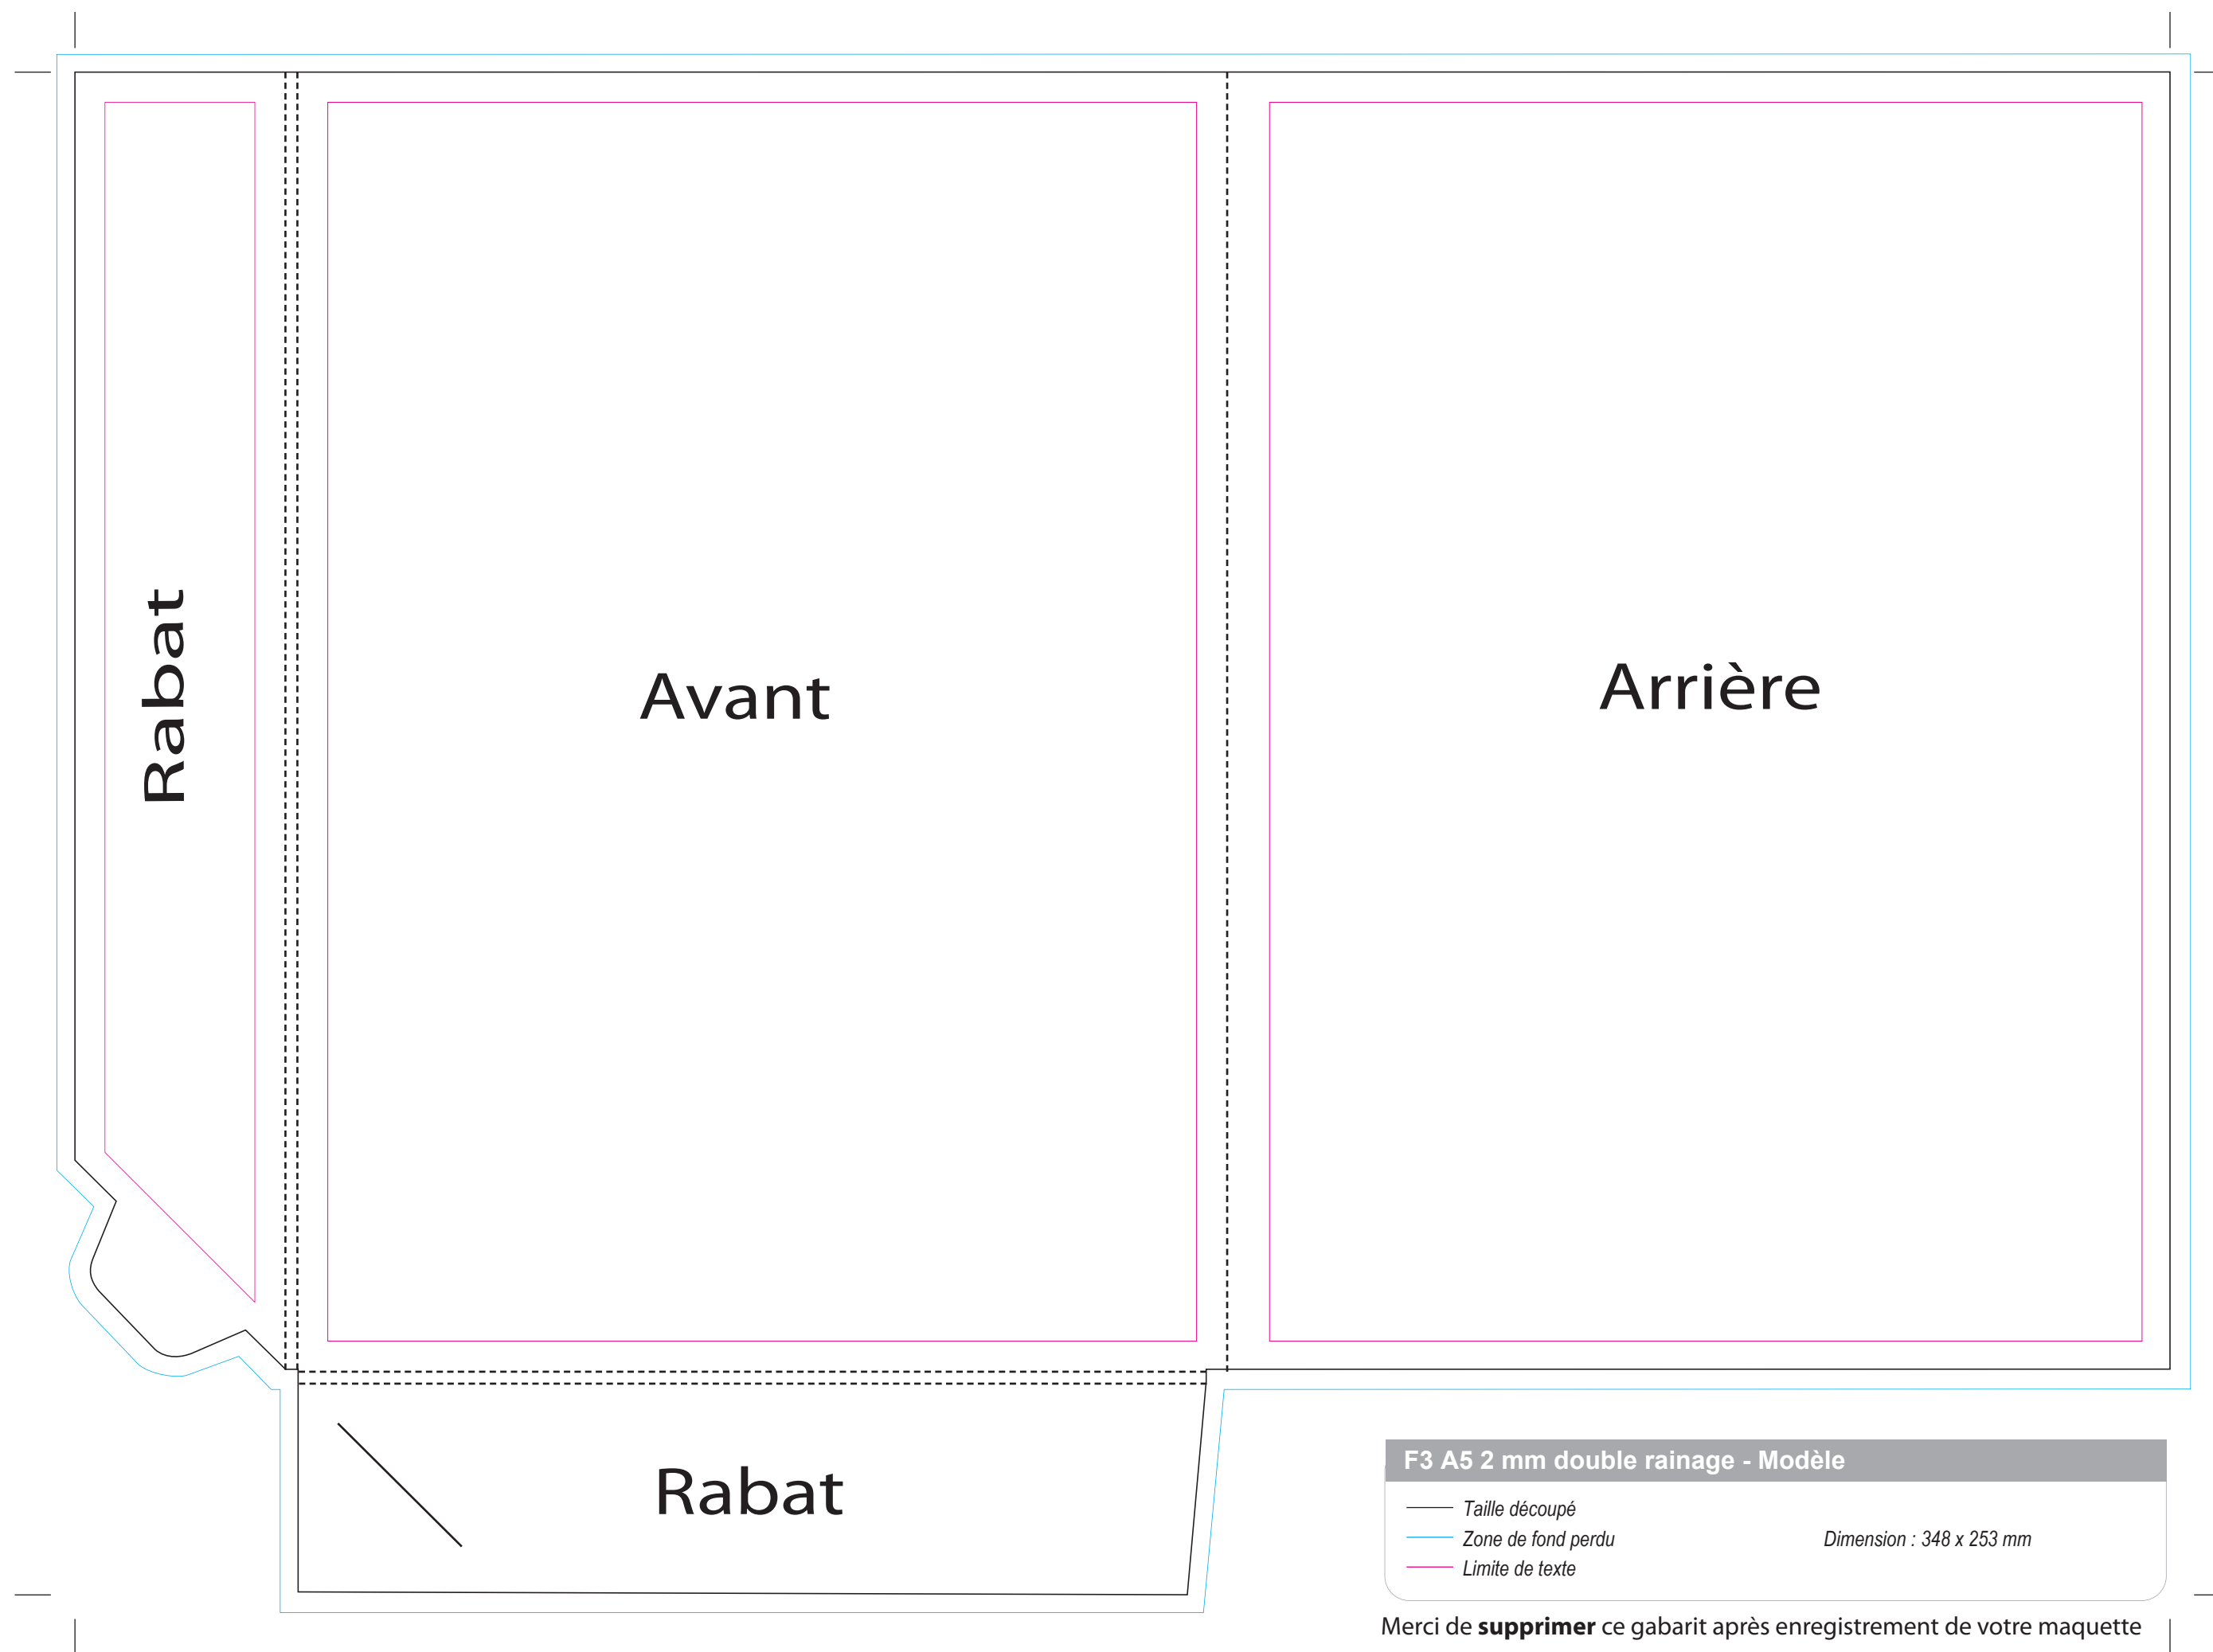 Rabat
Avant
Arrière
Rabat
F3 A5 2 mm double rainage - Modèle
Taille découpé
Zone de fond perdu
Dimension : 348 x 253 mm
Limite de texte
Merci de supprimer ce gabarit après enregistrement de votre maquette